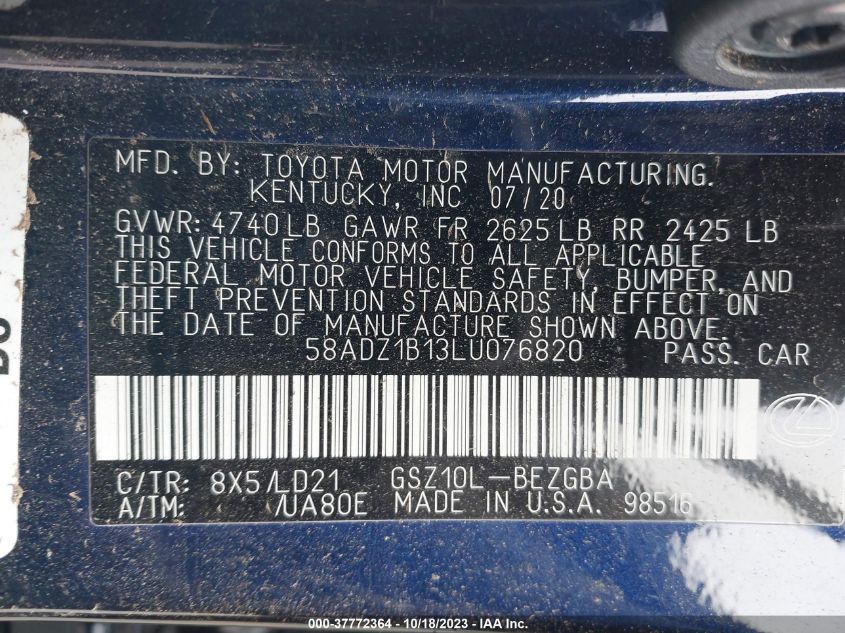 MFD. BY: TOYOTA MOTOR MANUFACTURING.
KENTUCKY, INC 07/20
GVWR: 4740LB GAWR FR 2625LB RR 2425 LB
THIS VEHICLE CONFORMS TO ALL APPLICABLE
FEDERAL MOTOR VEHICLE SAFETY, BUMPER, AND
THEFT PREVENTION STANDARDS IN EFFECT ON
THE DATE OF MANUFACTURE SHOWN ABOVE.
58ADZ1B13LU076820 PASS. CAR
C/TR: 8X5/LD21 GSZ10L-BEZGBA
A/TM: /UA80E MADE IN U.S.A. 98516
000-37772364 - 10/18/2023 - IAA Inc.